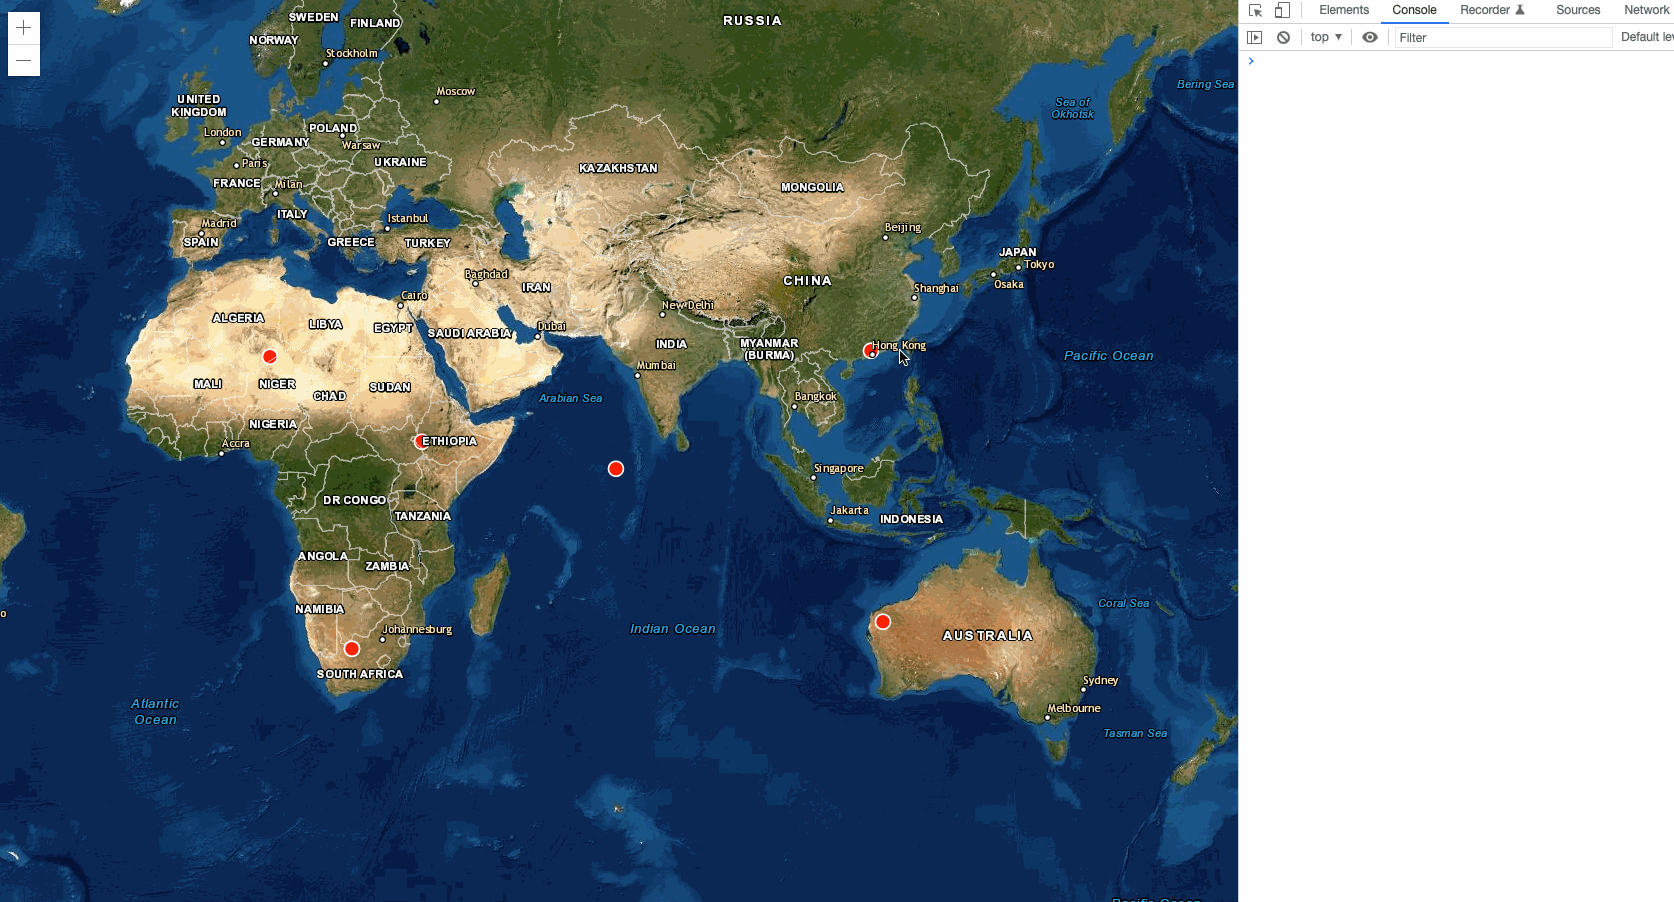 Elements
Console
Recorder
Sources
Network
top
Filter
Default le
SWEDEN
FINLAND
RUSSIA
NORWAY
Stockholm
Bering Sea
Moscow
UNITED
KINGDOM
Sea of
Okhotsk
London
POLAND
GERMANY
Warsaw
Paris
UKRAINE
KAZAKHSTAN
FRANCE
Milan
MONGOLIA
ITALY
Madrid
Istanbul
Beijing
SPAIN
GREECE
TURKEY
JAPAN
Tokyo
Baghdad
CHINA
Osaka
IRAN
Shanghai
Cairo
New Delhi
ALGERIA
LIBYA
EGYPT
SAUDI ARABIA
Dubai
INDIA
MYANMAR
(BURMA)
Hong Kong
Pacific Ocean
Mumbai
MALI
NIGER
SUDAN
CHAD
Arabian Sea
Bangkok
NIGERIA
Accra
ETHIOPIA
Singapore
DR CONGO
TANZANIA
Jakarta
INDONESIA
ANGOLA
ZAMBIA
NAMIBIA
Coral Sea
Johannesburg
Indian Ocean
AUSTRALIA
SOUTH AFRICA
Sydney
Atlantic
Ocean
Melbourne
Tasman Sea
Pacific Ocean